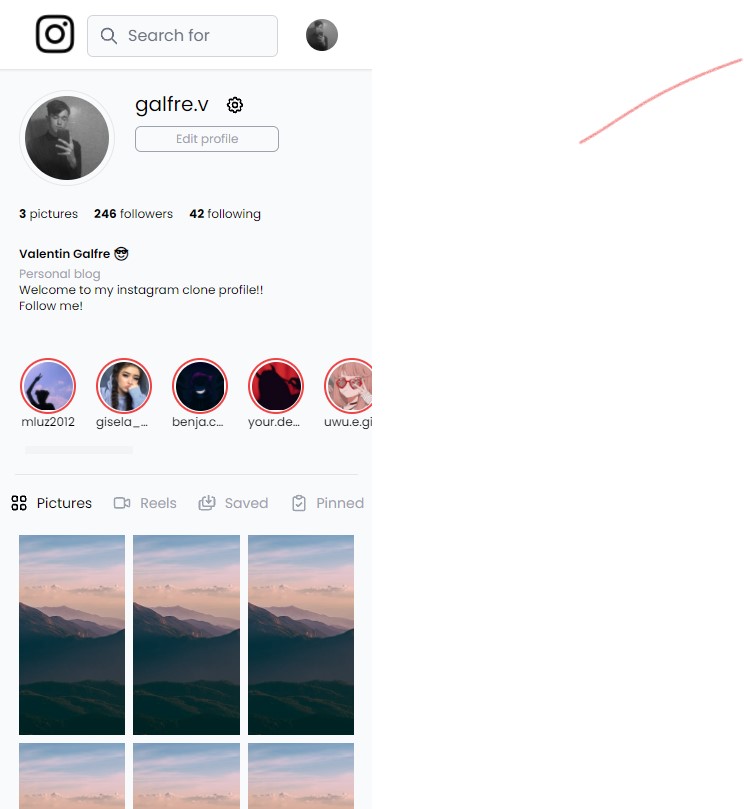 Search for
galfre.v
Edit profile
3 pictures 246 followers 42 following
Valentin Galfre
Personal blog
Welcome to my instagram clone profile!!
Follow me!
mluz2012 gisela_... benja.c... your.de... uwu.e.gi
Pictures Reels Saved Pinned